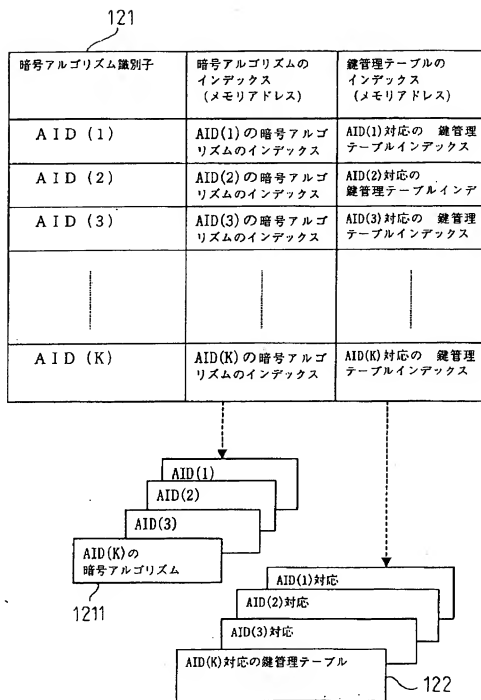 121
暗号アルゴリズム識別子
暗号アルゴリズムの
インデックス
(メモリアドレス)
鍵管理テーブルの
インデックス
(メモリアドレス)
AID (1)
AID(1)の暗号アルゴ
リズムのインデックス
AID(1)対応の 鍵管理
テーブルインデックス
AID (2)
AID(2)の暗号アルゴ
リズムのインデックス
AID(2)対応の
鍵管理テーブルインデ
AID (3)
AID(3)の暗号アルゴ
リズムのインデックス
AID(3)対応の 鍵管理
テーブルインデックス
AID (K)
AID(K)の暗号アルゴ
リズムのインデックス
AID(K)対応の 鍵管理
テーブルインデックス
AID(1)
AID(2)
AID(3)
AID(K)の
暗号アルゴリズム
1211
AID(1)対応
AID(2)対応
AID(3)対応
AID(K)対応の鍵管理テーブル
122